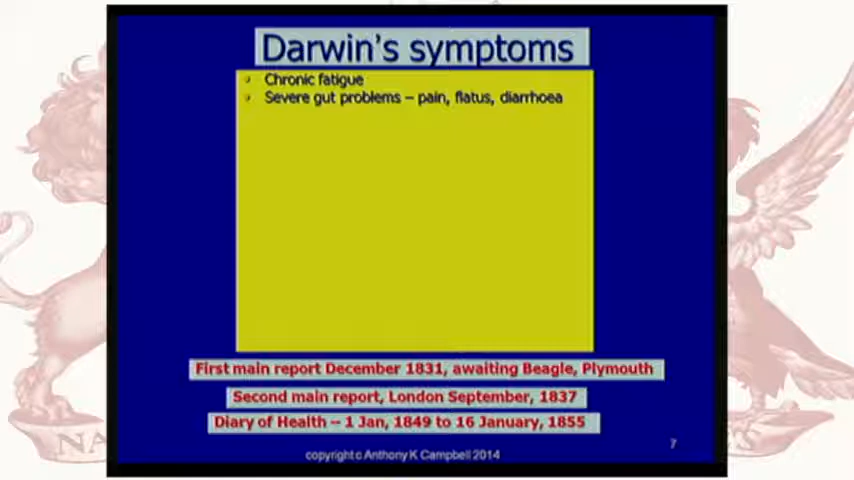 Darwin's symptoms
Chronic fatigue
Severe gut problems – pain, flatus, diarrhoea
First main report December 1831, awaiting Beagle, Plymouth
Second main report, London September, 1837
Diary of Health – 1 Jan, 1849 to 16 January, 1855
7
copyright c Anthony K Campbell 2014